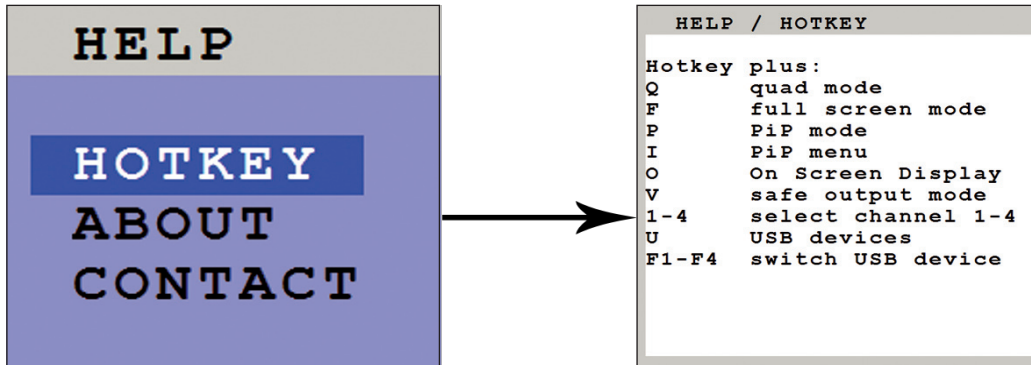 HELP
HOTKEY
ABOUT
CONTACT
HELP / HOTKEY
Hotkey plus:
Q quad mode
F full screen mode
P PiP mode
I PiP menu
O On Screen Display
V safe output mode
1-4 select channel 1-4
U USB devices
F1-F4 switch USB device